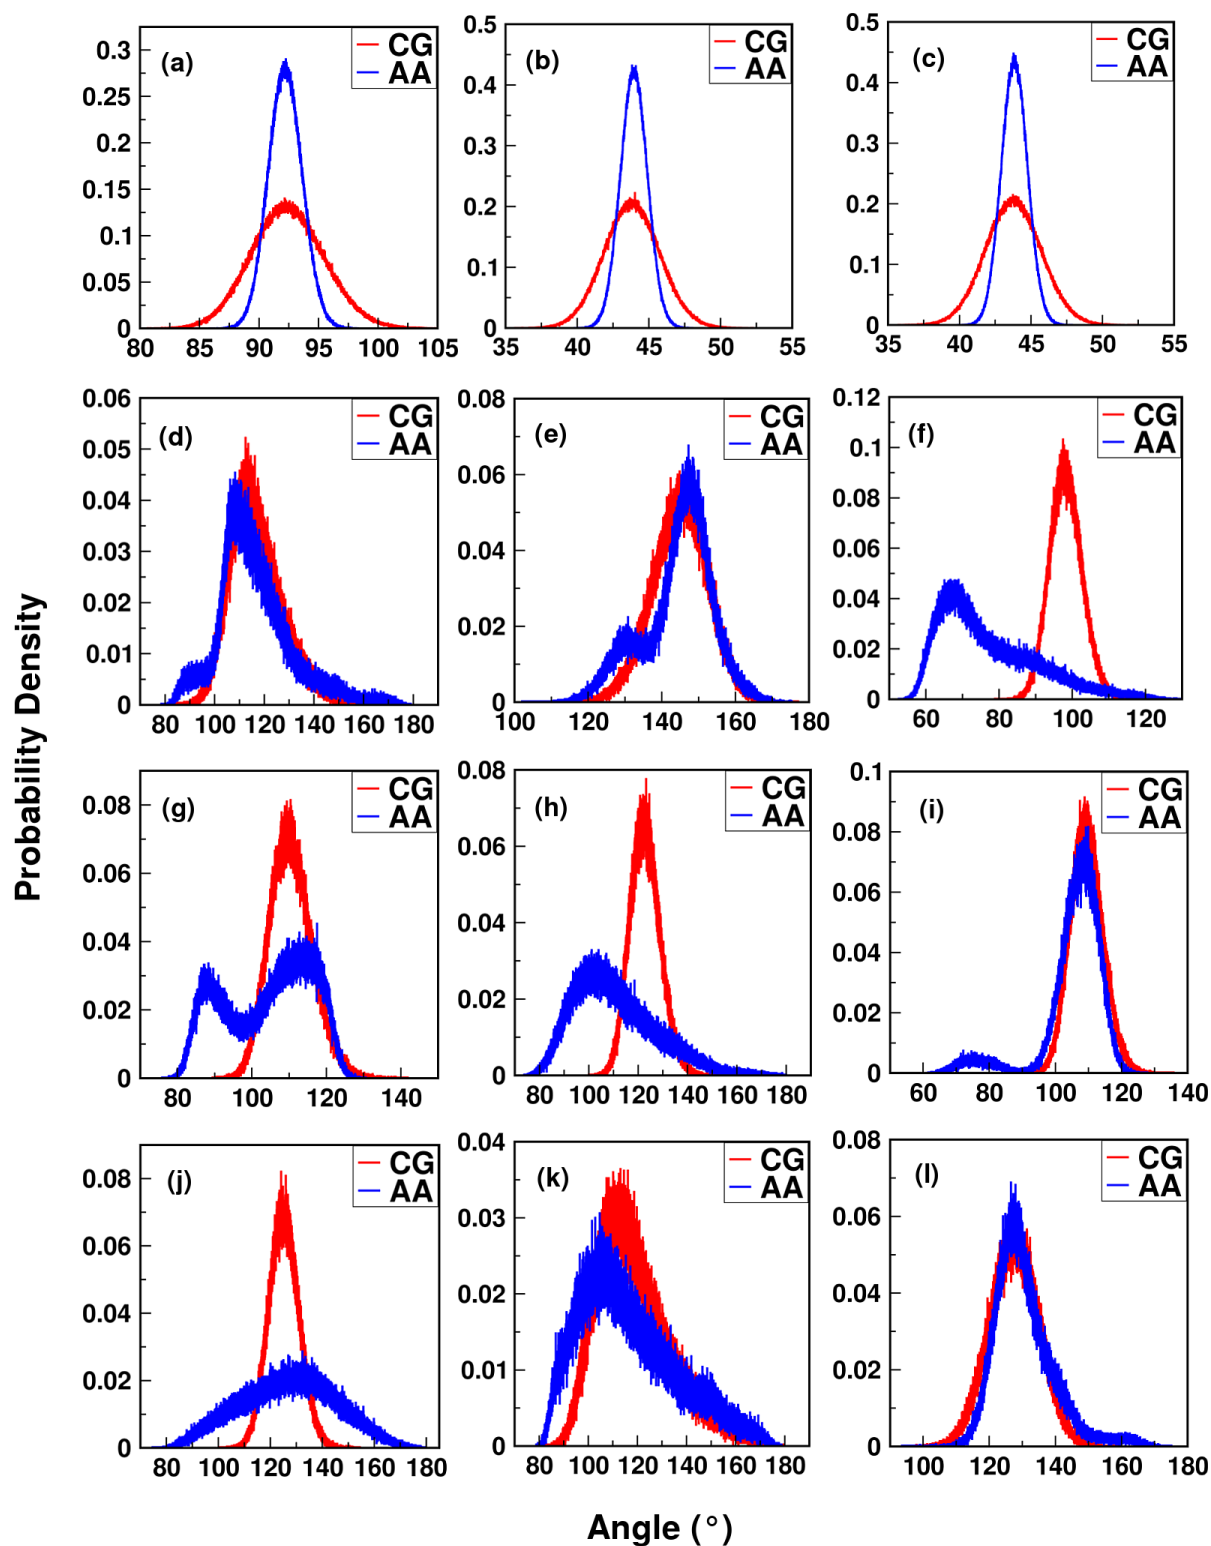 (a) CG
AA
0.3
0.25
0.2
0.15
0.1
0.05
0
80 85 90 95 100 105
(b) CG
AA
0.5
0.4
0.3
0.2
0.1
0
35 40 45 50 55
(c) CG
AA
0.5
0.4
0.3
0.2
0.1
0
35 40 45 50 55
(d) CG
AA
0.06
0.05
0.04
0.03
0.02
0.01
0
80 100 120 140 160 180
(e) CG
AA
0.08
0.06
0.04
0.02
0
100 120 140 160 180
(f) CG
AA
0.12
0.1
0.08
0.06
0.04
0.02
0
60 80 100 120
Probability Density
(g) CG
AA
0.08
0.06
0.04
0.02
0
80 100 120 140
(h) CG
AA
0.08
0.06
0.04
0.02
0
80 100 120 140 160 180
(i) CG
AA
0.1
0.08
0.06
0.04
0.02
0
60 80 100 120 140
(j) CG
AA
0.08
0.06
0.04
0.02
0
80 100 120 140 160 180
(k) CG
AA
0.04
0.03
0.02
0.01
0
80 100 120 140 160 180
(l) CG
AA
0.08
0.06
0.04
0.02
0
100 120 140 160 180
Angle (°)